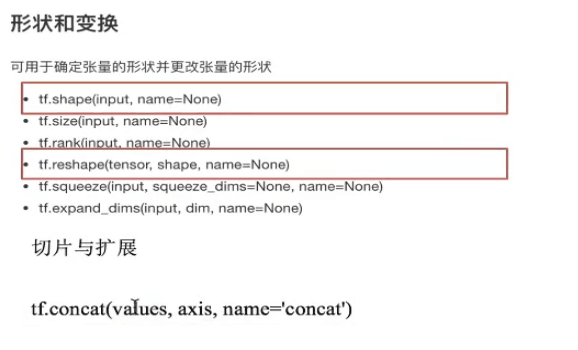 形状和变换
可用于确定张量的形状并更改张量的形状
• tf.shape(input, name=None)
• tf.size(input, name=None)
• tf.rank(input, name=None)
• tf.reshape(tensor, shape, name=None)
• tf.squeeze(input, squeeze_dims=None, name=None)
• tf.expand_dims(input, dim, name=None)
切片与扩展
tf.concat(values, axis, name='concat')